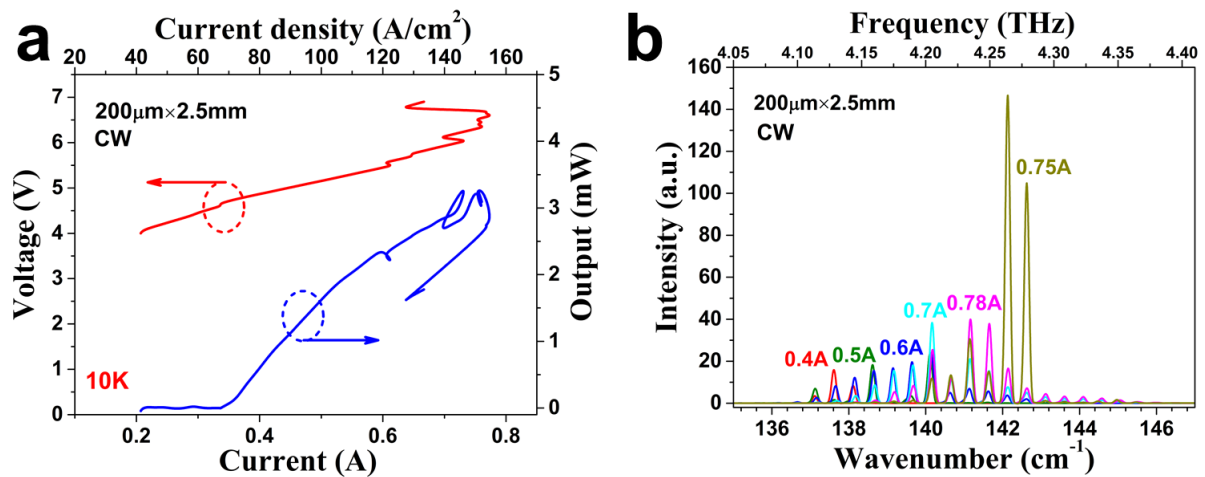 a
Current density (A/cm²)
20 40 60 80 100 120 140 160
7
6
5
4
3
2
1
0
Voltage (V)
200μm×2.5mm
CW
10K
5
4
3
2
1
0
Output (mW)
0.2 0.4 0.6 0.8
Current (A)
b
Frequency (THz)
4.05 4.10 4.15 4.20 4.25 4.30 4.35 4.40
160
140
120
100
80
60
40
20
0
Intensity (a.u.)
200μm×2.5mm
CW
0.75A
0.7A 0.78A
0.4A 0.5A 0.6A
136 138 140 142 144 146
Wavenumber (cm⁻¹)